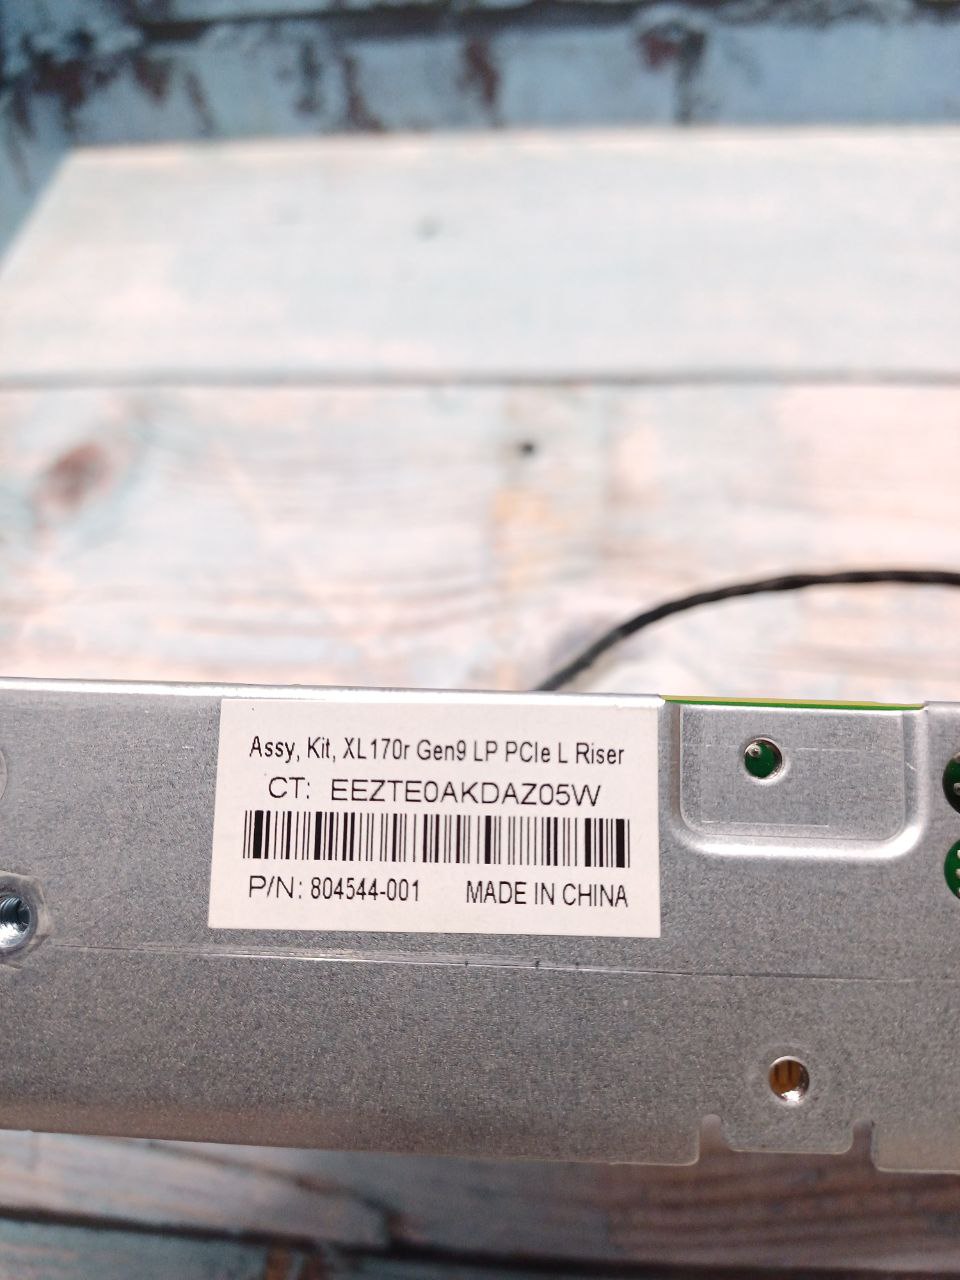 Assy, Kit, XL170r Gen9 LP PCIe L Riser
CT: EEZTE0AKDAZ05W
P/N: 804544-001 MADE IN CHINA